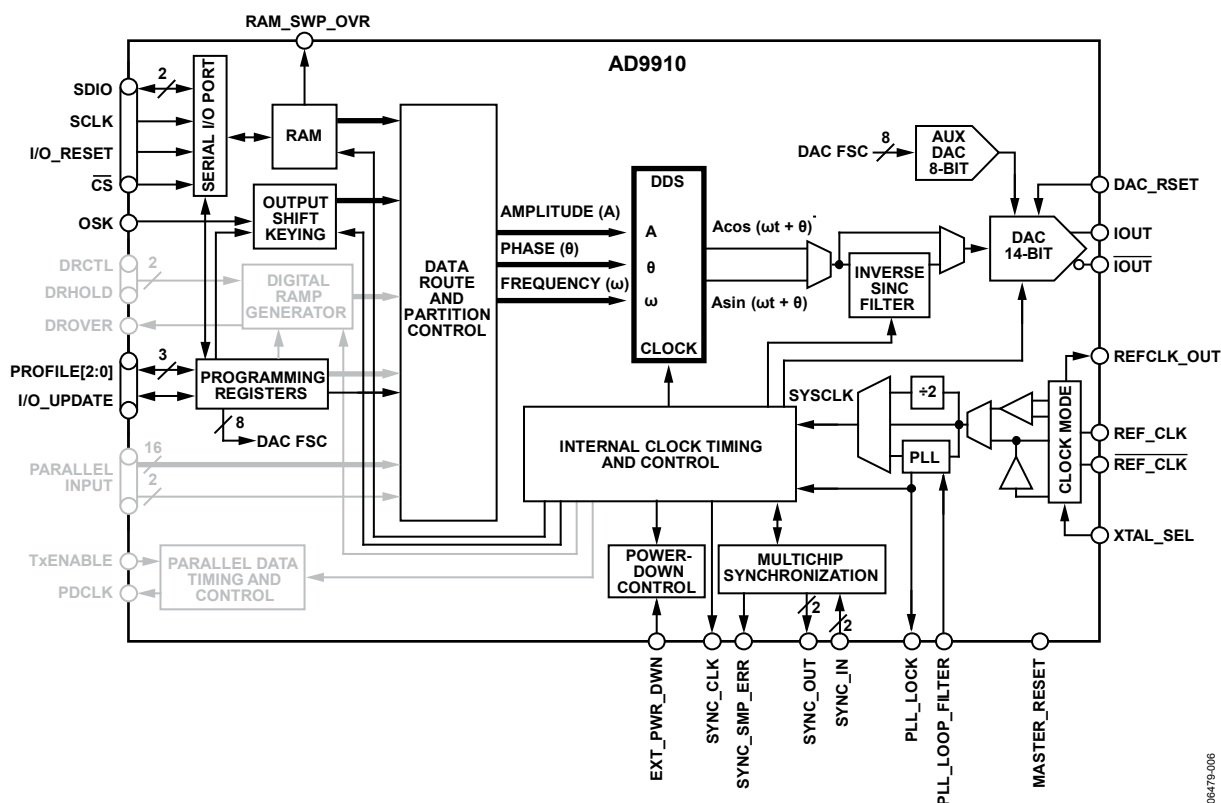 RAM_SWP_OVR
AD9910
SDIO
2
SCLK
I/O_RESET
CS
SERIAL I/O PORT
RAM
DAC FSC
8
AUX
DAC
8-BIT
DAC_RSET
OSK
OUTPUT
SHIFT
KEYING
DDS
A
θ
ω
CLOCK
AMPLITUDE (A)
PHASE (θ)
FREQUENCY (ω)
Acos (ωt + θ)
Asin (ωt + θ)
INVERSE
SINC
FILTER
DAC
14-BIT
IOUT
IOUT
DRCTL
2
DRHOLD
DROVER
DIGITAL
RAMP
GENERATOR
DATA
ROUTE
AND
PARTITION
CONTROL
PROFILE[2:0]
3
I/O_UPDATE
PROGRAMMING
REGISTERS
8
DAC FSC
SYSCLK
÷2
PLL
CLOCK MODE
REFCLK_OUT
REF_CLK
REF_CLK
XTAL_SEL
INTERNAL CLOCK TIMING
AND CONTROL
PARALLEL
INPUT
16
2
TxENABLE
PDCLK
PARALLEL DATA
TIMING AND
CONTROL
POWER-
DOWN
CONTROL
MULTICHIP
SYNCHRONIZATION
2
2
EXT_PWR_DWN
SYNC_CLK
SYNC_SMP_ERR
SYNC_OUT
SYNC_IN
PLL_LOCK
PLL_LOOP_FILTER
MASTER_RESET
06479-006